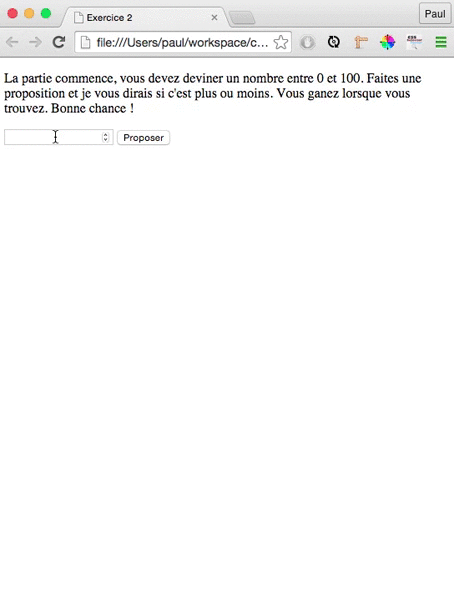 Exercice 2
Paul
file:///Users/paul/workspace/c…
La partie commence, vous devez deviner un nombre entre 0 et 100. Faites une
proposition et je vous dirais si c'est plus ou moins. Vous ganez lorsque vous
trouvez. Bonne chance !
Proposer